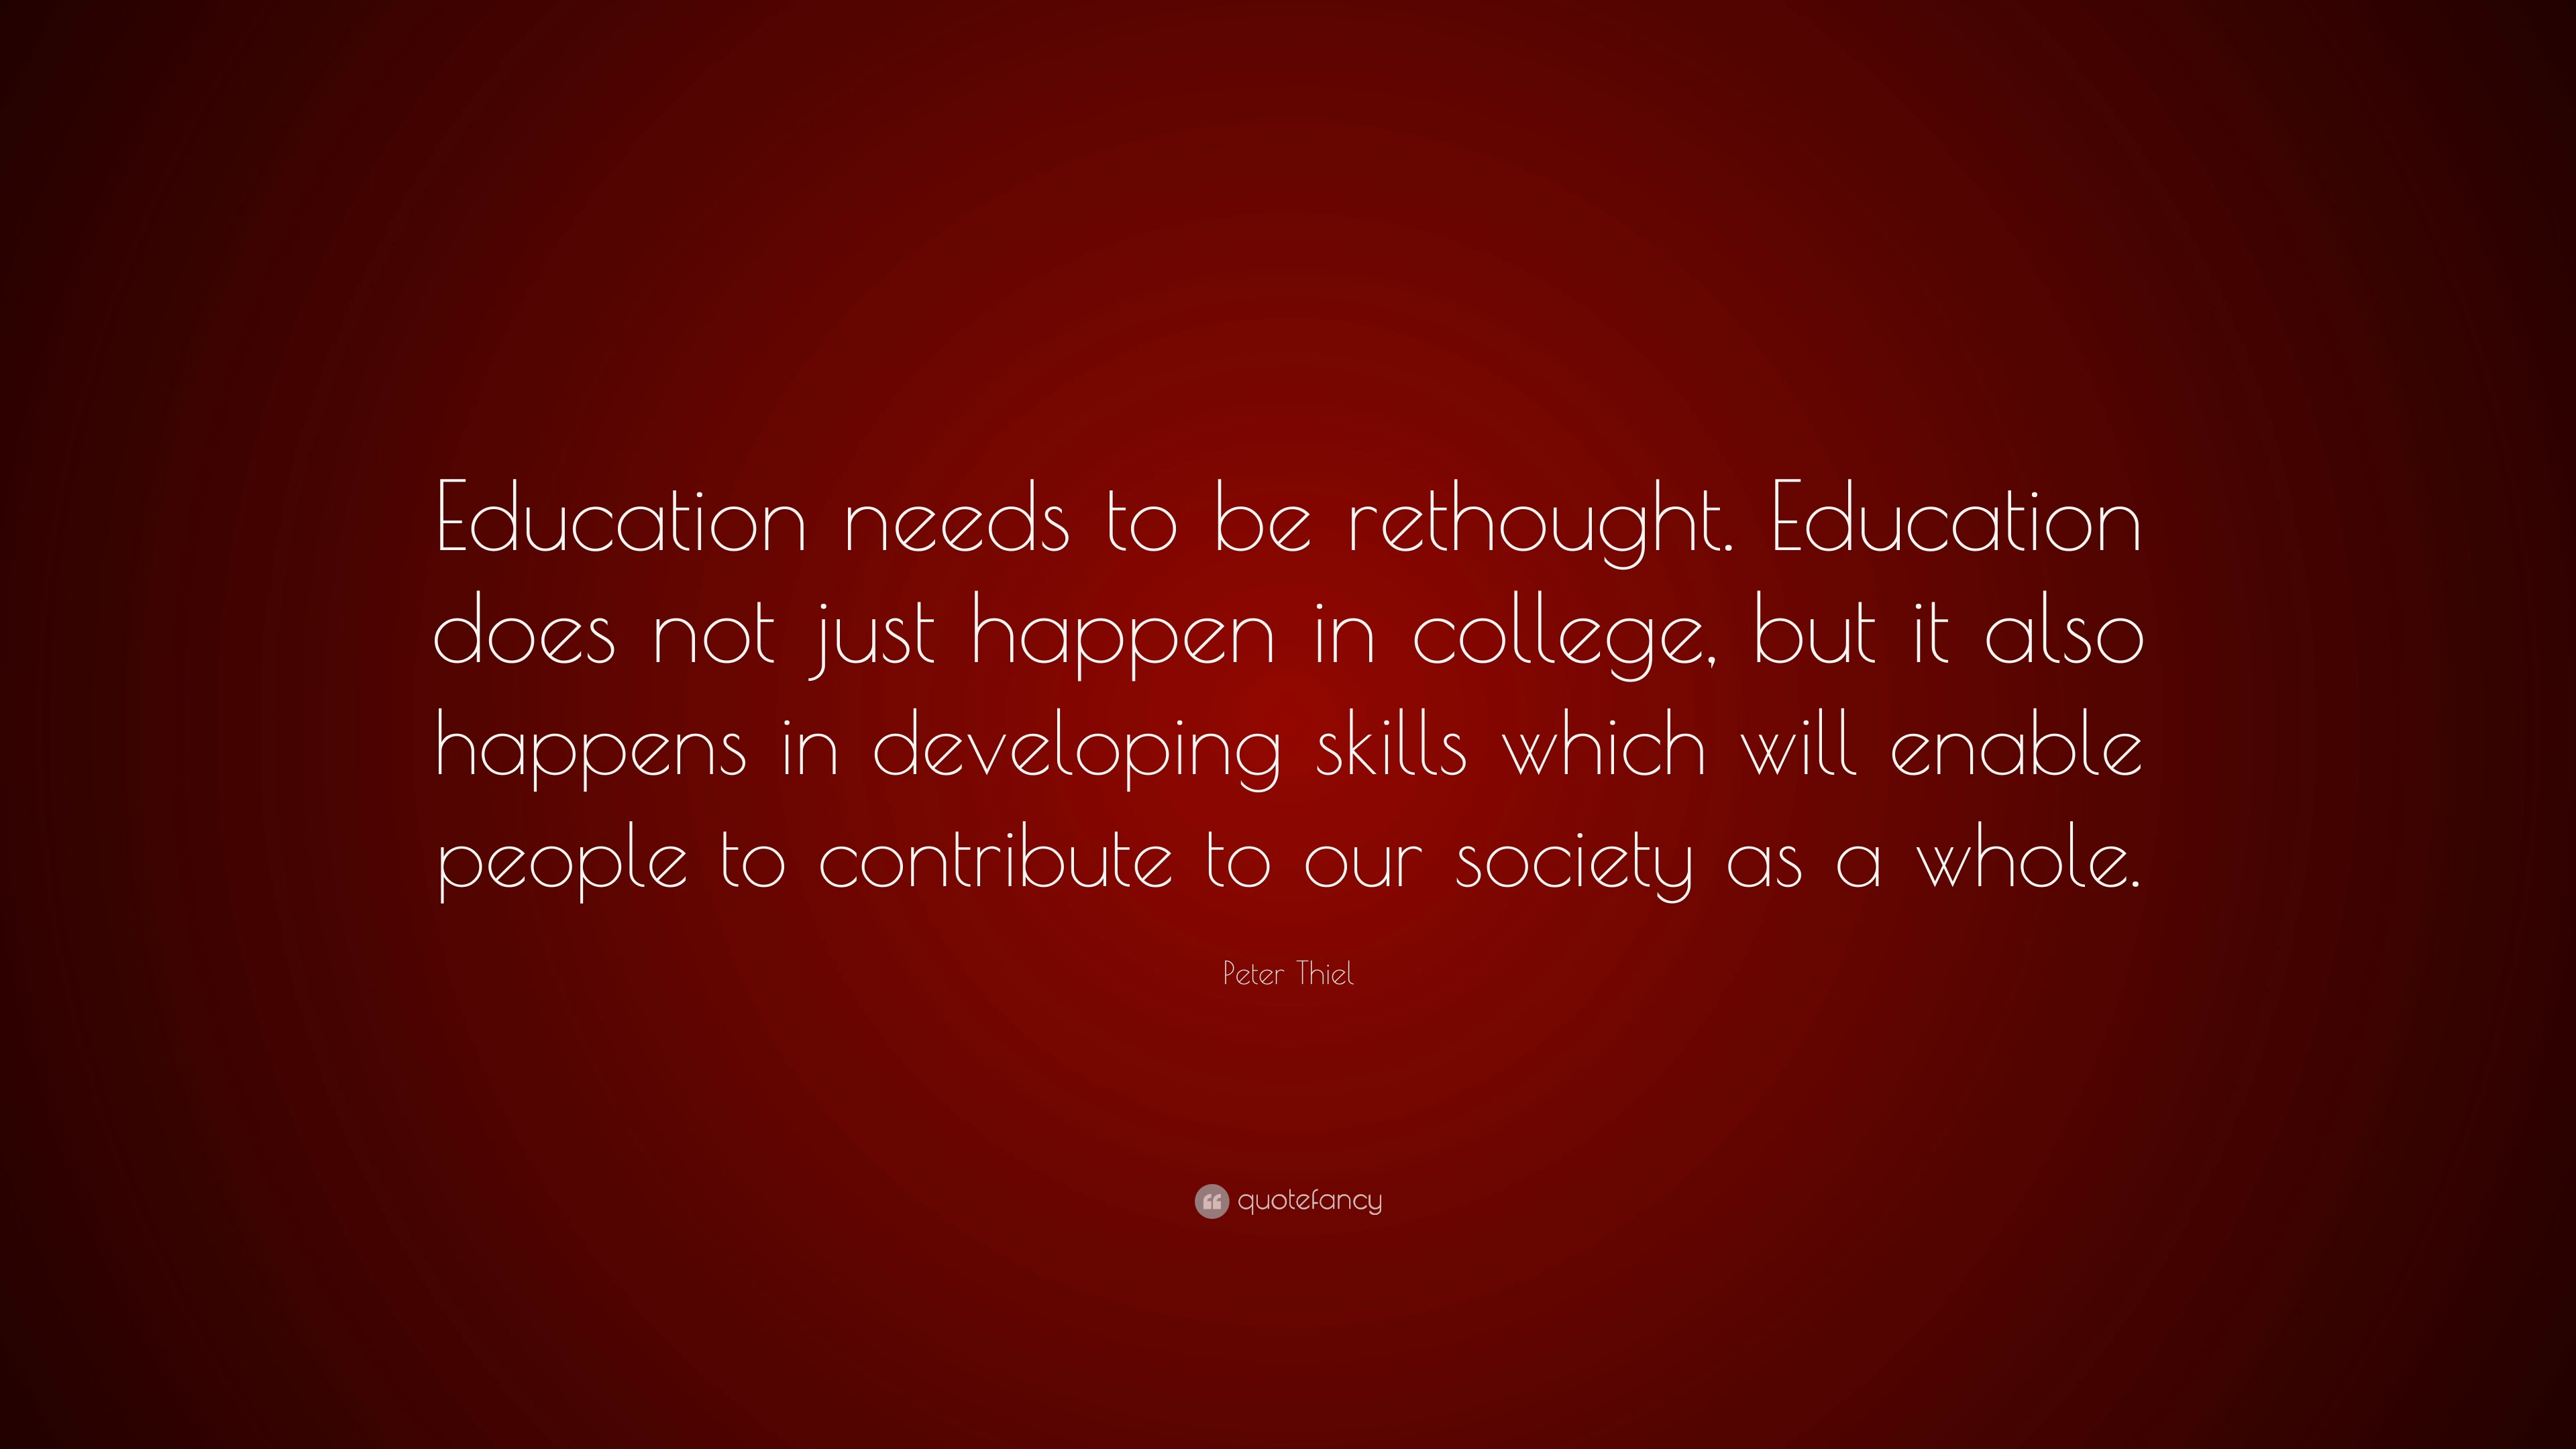 Education needs to be rethought. Education
does not just happen in college, but it also
happens in developing skills which will enable
people to contribute to our society as a whole.
Peter Thiel
quotefancy